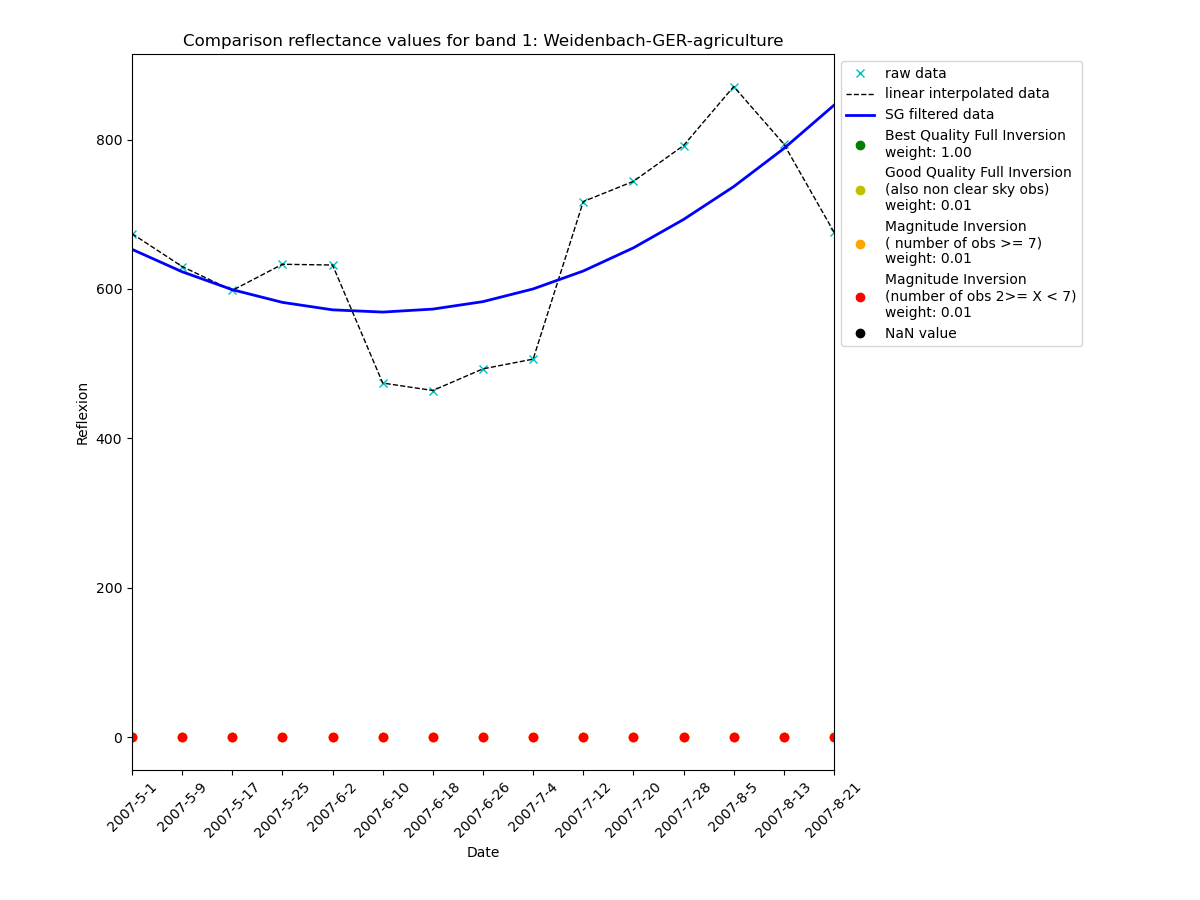 Comparison reflectance values for band 1: Weidenbach-GER-agriculture
raw data
linear interpolated data
SG filtered data
Best Quality Full Inversion
weight: 1.00
Good Quality Full Inversion
(also non clear sky obs)
weight: 0.01
Magnitude Inversion
( number of obs >= 7)
weight: 0.01
Magnitude Inversion
(number of obs 2>= X < 7)
weight: 0.01
NaN value
Reflexion
800
600
400
200
0
2007-5-1
2007-5-9
2007-5-17
2007-5-25
2007-6-2
2007-6-10
2007-6-18
2007-6-26
2007-7-4
2007-7-12
2007-7-20
2007-7-28
2007-8-5
2007-8-13
2007-8-21
Date